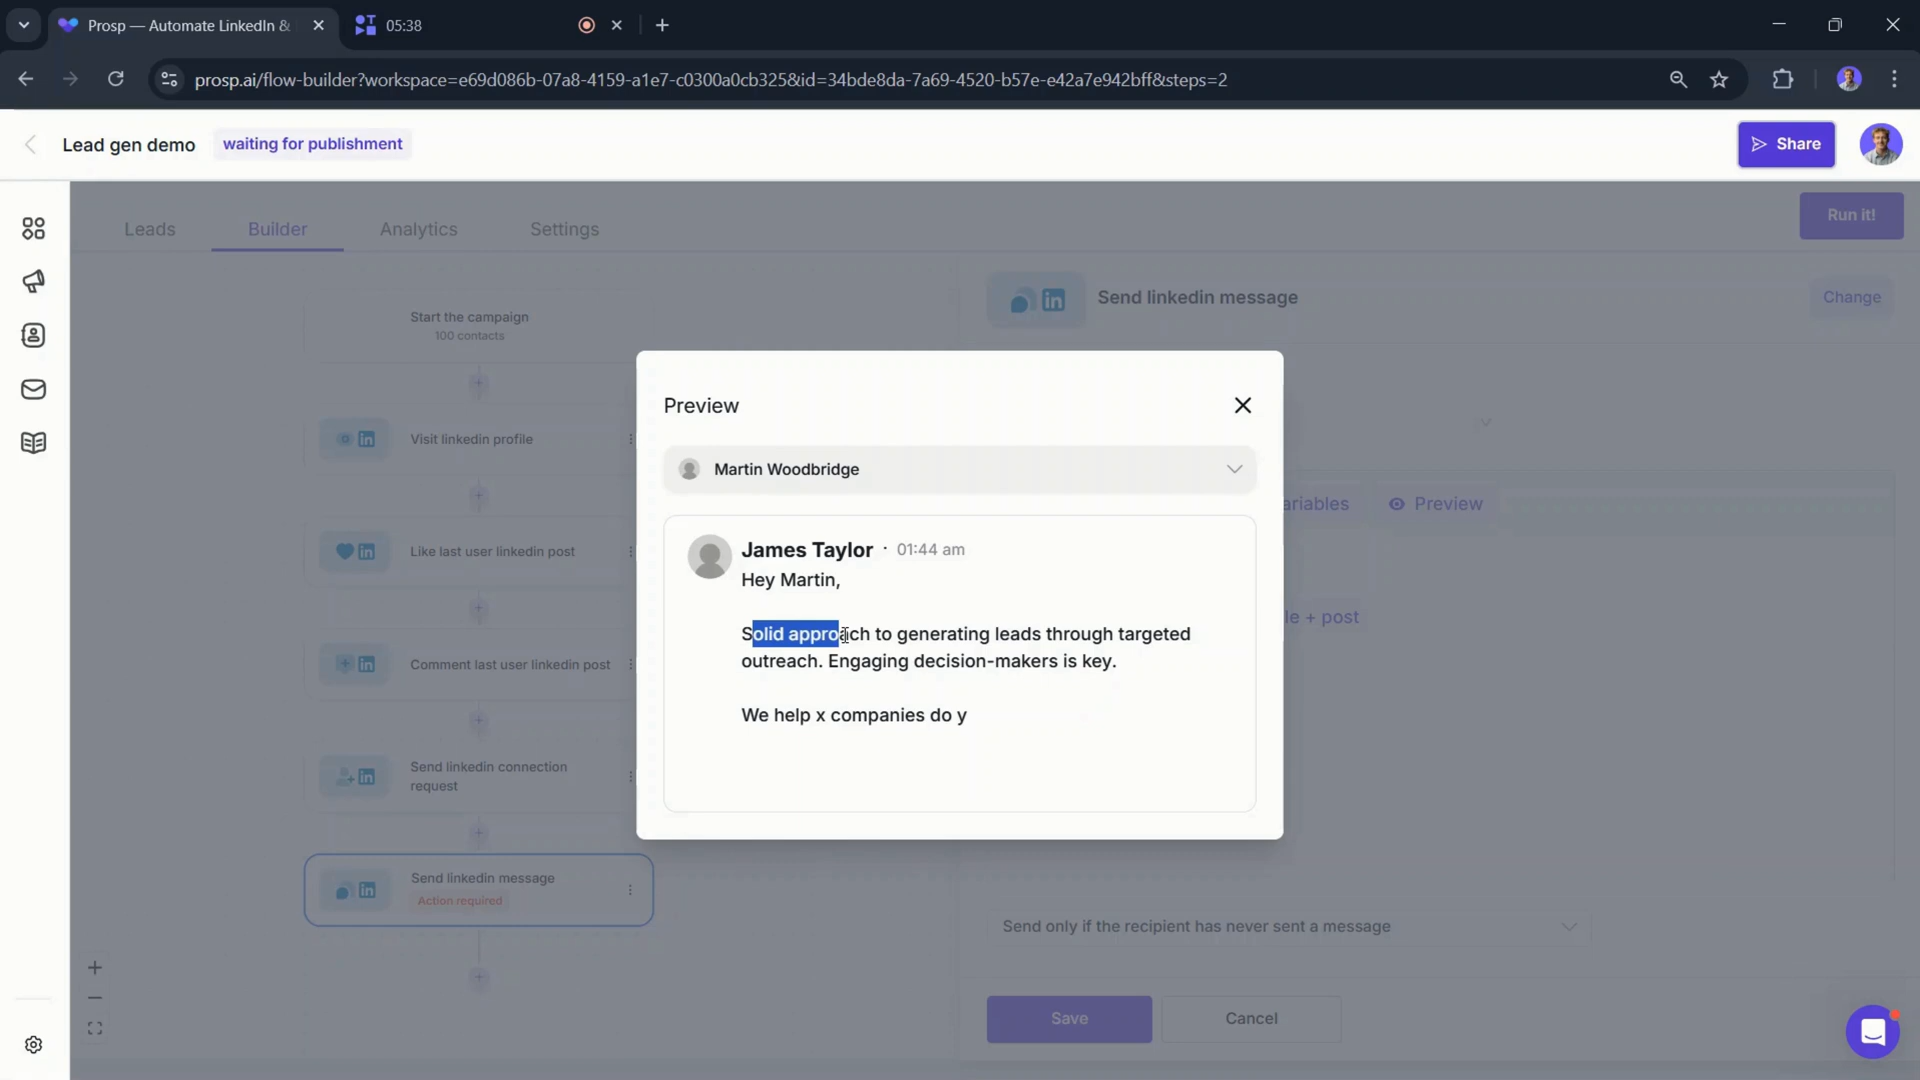 Prosp — Automate LinkedIn &
05:38
prosp.ai/flow-builder?workspace=e69d086b-07a8-4159-a1e7-c0300a0cb325&id=34bde8da-7a69-4520-b57e-e42a7e942bff&steps=2
Lead gen demo
waiting for publishment
Share
Leads
Builder
Analytics
Settings
Run it!
Start the campaign
100 contacts
Visit linkedin profile
Like last user linkedin post
Comment last user linkedin post
Send linkedin connection
request
Send linkedin message
Action required
Send linkedin message
Change
Preview
Martin Woodbridge
James Taylor · 01:44 am
Hey Martin,
Solid approach to generating leads through targeted
outreach. Engaging decision-makers is key.
We help x companies do y
ariables
Preview
le + post
Send only if the recipient has never sent a message
Save
Cancel